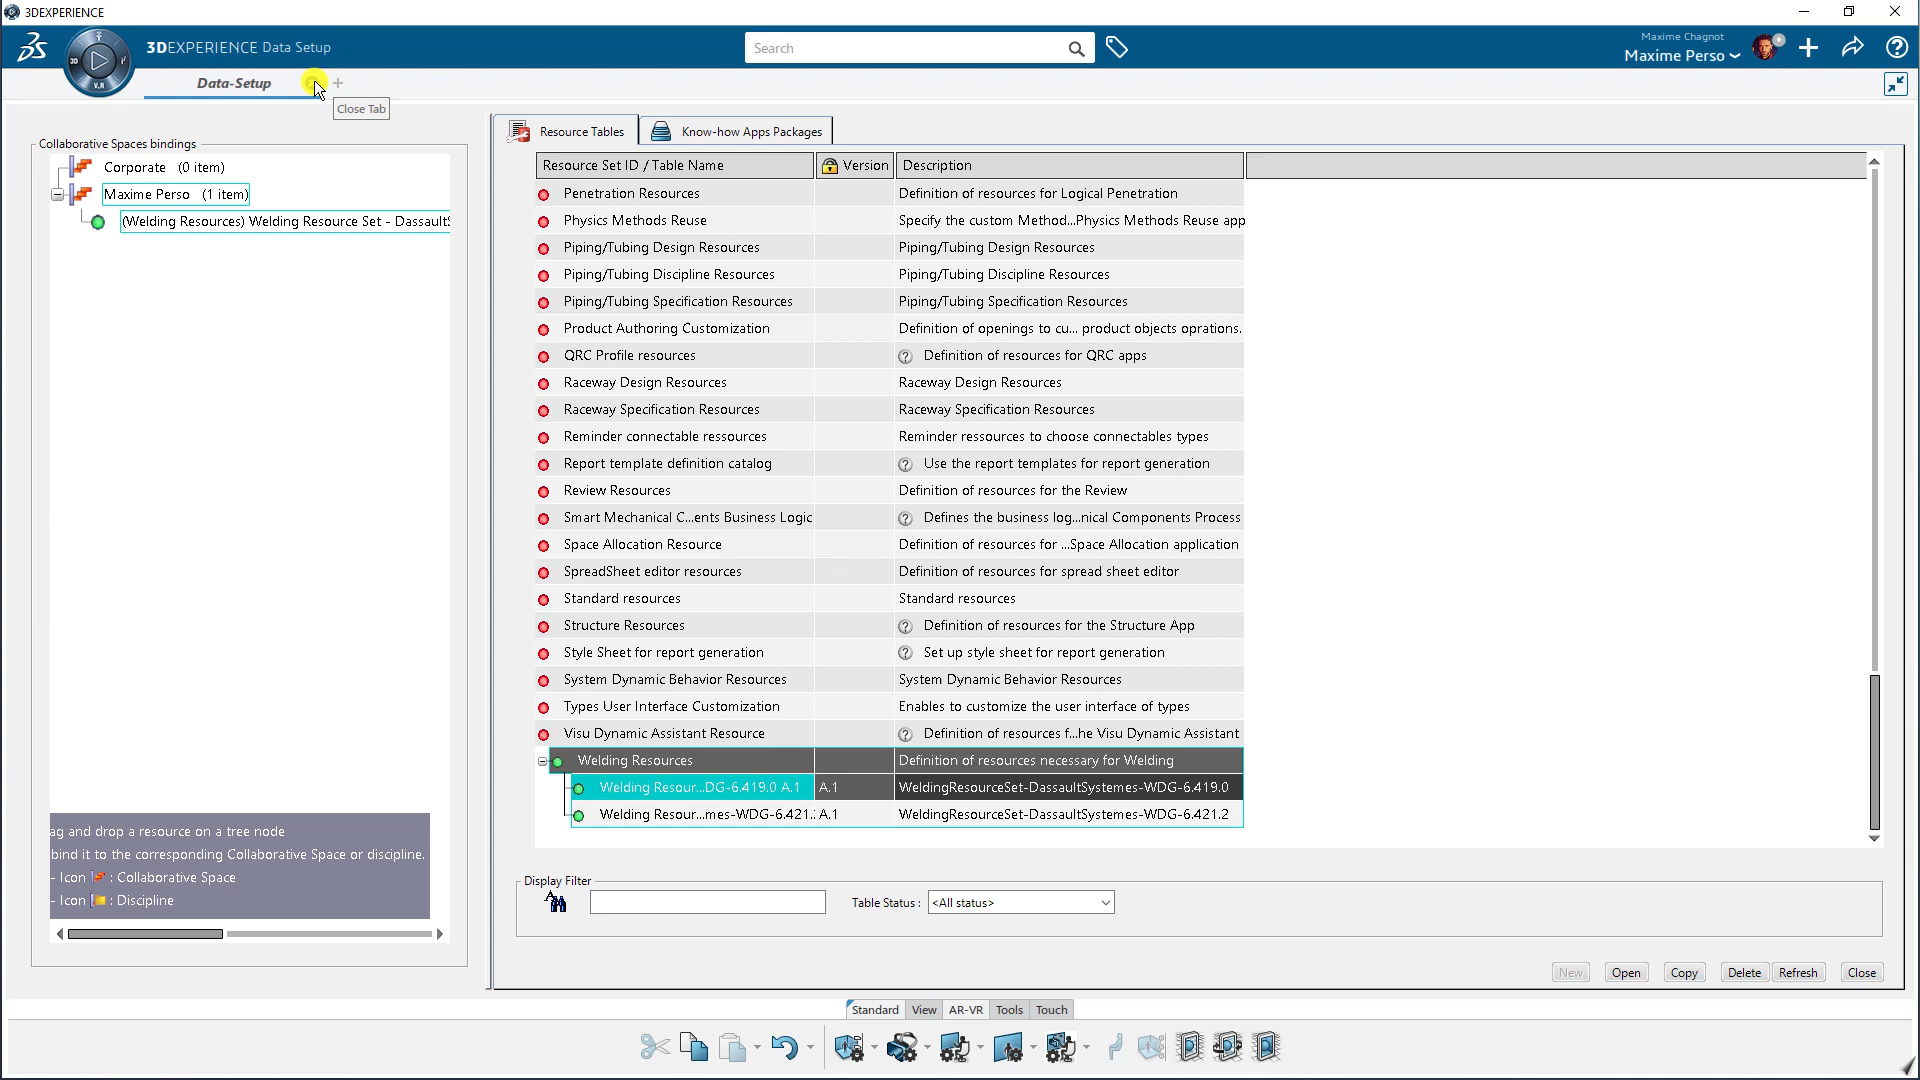 3DEXPERIENCE
3DEXPERIENCE Data Setup
Search
Maxime Chagnot
Maxime Perso
3D
V.R
Data-Setup
Close Tab
Collaborative Spaces bindings
Corporate (0 item)
Maxime Perso (1 item)
(Welding Resources) Welding Resource Set - DassaultS
ag and drop a resource on a tree node
bind it to the corresponding Collaborative Space or discipline.
- Icon : Collaborative Space
- Icon : Discipline
Resource Tables Know-how Apps Packages
Resource Set ID / Table Name Version Description
Penetration Resources Definition of resources for Logical Penetration
Physics Methods Reuse Specify the custom Method...Physics Methods Reuse app
Piping/Tubing Design Resources Piping/Tubing Design Resources
Piping/Tubing Discipline Resources Piping/Tubing Discipline Resources
Piping/Tubing Specification Resources Piping/Tubing Specification Resources
Product Authoring Customization Definition of openings to cu... product objects oprations.
QRC Profile resources Definition of resources for QRC apps
Raceway Design Resources Raceway Design Resources
Raceway Specification Resources Raceway Specification Resources
Reminder connectable ressources Reminder ressources to choose connectables types
Report template definition catalog Use the report templates for report generation
Review Resources Definition of resources for the Review
Smart Mechanical C...ents Business Logic Defines the business log...nical Components Process
Space Allocation Resource Definition of resources for ...Space Allocation application
SpreadSheet editor resources Definition of resources for spread sheet editor
Standard resources Standard resources
Structure Resources Definition of resources for the Structure App
Style Sheet for report generation Set up style sheet for report generation
System Dynamic Behavior Resources System Dynamic Behavior Resources
Types User Interface Customization Enables to customize the user interface of types
Visu Dynamic Assistant Resource Definition of resources f...he Visu Dynamic Assistant
Welding Resources Definition of resources necessary for Welding
Welding Resour...DG-6.419.0 A.1 A.1 WeldingResourceSet-DassaultSystemes-WDG-6.419.0
Welding Resour...mes-WDG-6.421.: A.1 WeldingResourceSet-DassaultSystemes-WDG-6.421.2
Display Filter
Table Status : <All status>
New Open Copy Delete Refresh Close
Standard View AR-VR Tools Touch